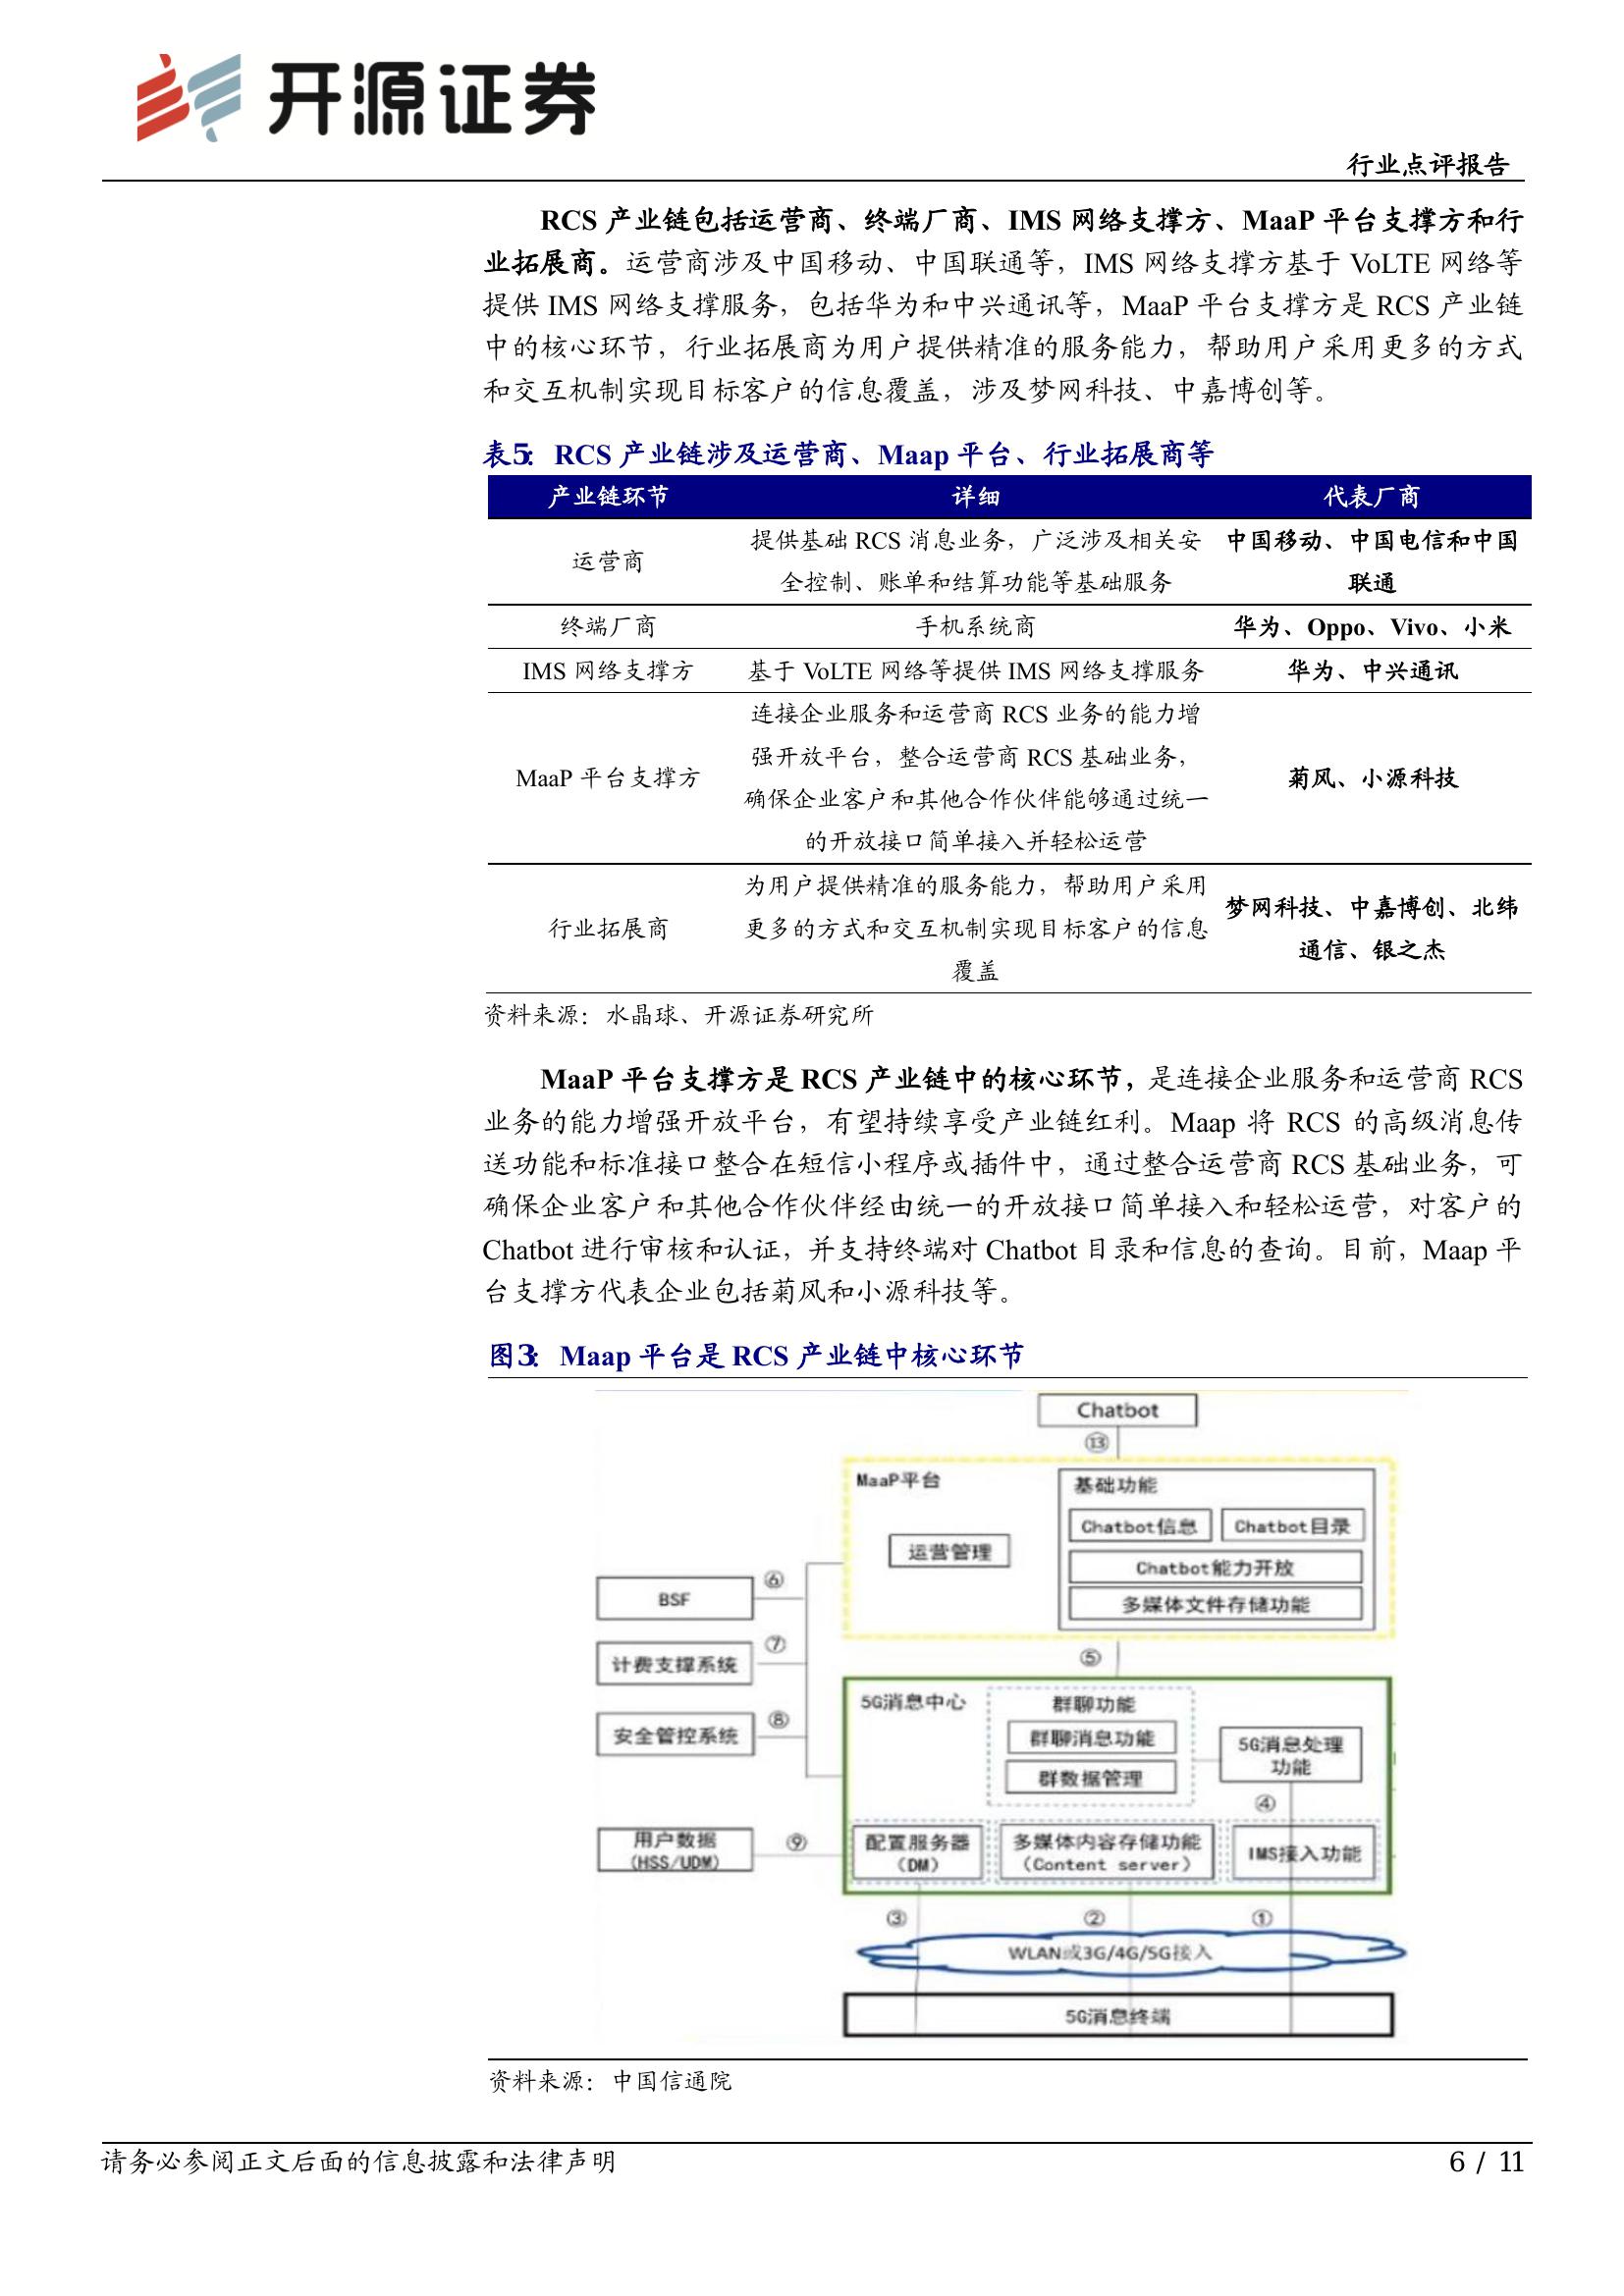 开源证券
行业点评报告
RCS 产业链包括运营商、终端厂商、IMS 网络支撑方、MaaP 平台支撑方和行
业拓展商。运营商涉及中国移动、中国联通等，IMS 网络支撑方基于 VoLTE 网络等
提供 IMS 网络支撑服务，包括华为和中兴通讯等，MaaP 平台支撑方是 RCS 产业链
中的核心环节，行业拓展商为用户提供精准的服务能力，帮助用户采用更多的方式
和交互机制实现目标客户的信息覆盖，涉及梦网科技、中嘉博创等。
表5： RCS 产业链涉及运营商、Maap 平台、行业拓展商等
产业链环节 详细 代表厂商
运营商
提供基础 RCS 消息业务，广泛涉及相关安
全控制、账单和结算功能等基础服务
中国移动、中国电信和中国
联通
终端厂商 手机系统商 华为、Oppo、Vivo、小米
IMS 网络支撑方 基于 VoLTE 网络等提供 IMS 网络支撑服务 华为、中兴通讯
MaaP 平台支撑方
连接企业服务和运营商 RCS 业务的能力增
强开放平台，整合运营商 RCS 基础业务，
确保企业客户和其他合作伙伴能够通过统一
的开放接口简单接入并轻松运营
菊风、小源科技
行业拓展商
为用户提供精准的服务能力，帮助用户采用
更多的方式和交互机制实现目标客户的信息
覆盖
梦网科技、中嘉博创、北纬
通信、银之杰
资料来源：水晶球、开源证券研究所
MaaP 平台支撑方是 RCS 产业链中的核心环节，是连接企业服务和运营商 RCS
业务的能力增强开放平台，有望持续享受产业链红利。Maap 将 RCS 的高级消息传
送功能和标准接口整合在短信小程序或插件中，通过整合运营商 RCS 基础业务，可
确保企业客户和其他合作伙伴经由统一的开放接口简单接入和轻松运营，对客户的
Chatbot 进行审核和认证，并支持终端对 Chatbot 目录和信息的查询。目前，Maap 平
台支撑方代表企业包括菊风和小源科技等。
图3： Maap 平台是 RCS 产业链中核心环节
Chatbot
⑬
MaaP平台
基础功能
Chatbot信息 Chatbot目录
运营管理
Chatbot能力开放
多媒体文件存储功能
BSF
⑥
计费支撑系统
⑦
安全管控系统
⑧
⑤
5G消息中心
群聊功能
群聊消息功能
群数据管理
5G消息处理
功能
④
用户数据
(HSS/UDM)
⑨
配置服务器
（DM）
多媒体内容存储功能
（Content server）
IMS接入功能
③ ② ①
WLAN或3G/4G/5G接入
5G消息终端
资料来源：中国信通院
请务必参阅正文后面的信息披露和法律声明
6 / 11